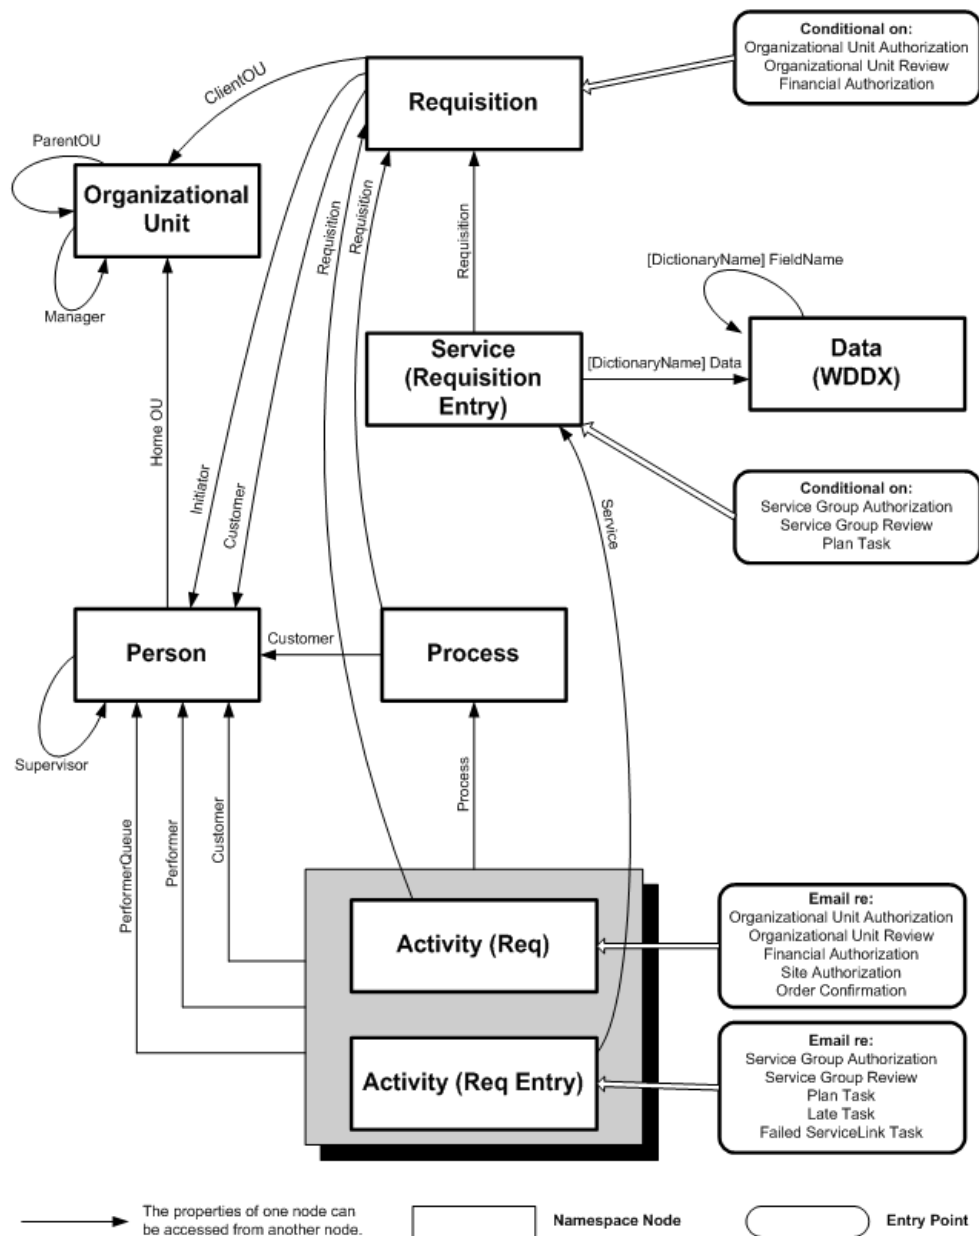 Conditional on:
Organizational Unit Authorization
Organizational Unit Review
Financial Authorization
ClientOU
Requisition
ParentOU
Organizational
Unit
Manager
Requisition
Requisition
Requisition
[DictionaryName] FieldName
Service
(Requisition
Entry)
[DictionaryName] Data
Data
(WDDX)
Home OU
Initiator
Customer
Service
Conditional on:
Service Group Authorization
Service Group Review
Plan Task
Person
Customer
Process
Supervisor
Process
PerformerQueue
Performer
Customer
Activity (Req)
Email re:
Organizational Unit Authorization
Organizational Unit Review
Financial Authorization
Site Authorization
Order Confirmation
Activity (Req Entry)
Email re:
Service Group Authorization
Service Group Review
Plan Task
Late Task
Failed ServiceLink Task
The properties of one node can
be accessed from another node.
Namespace Node
Entry Point